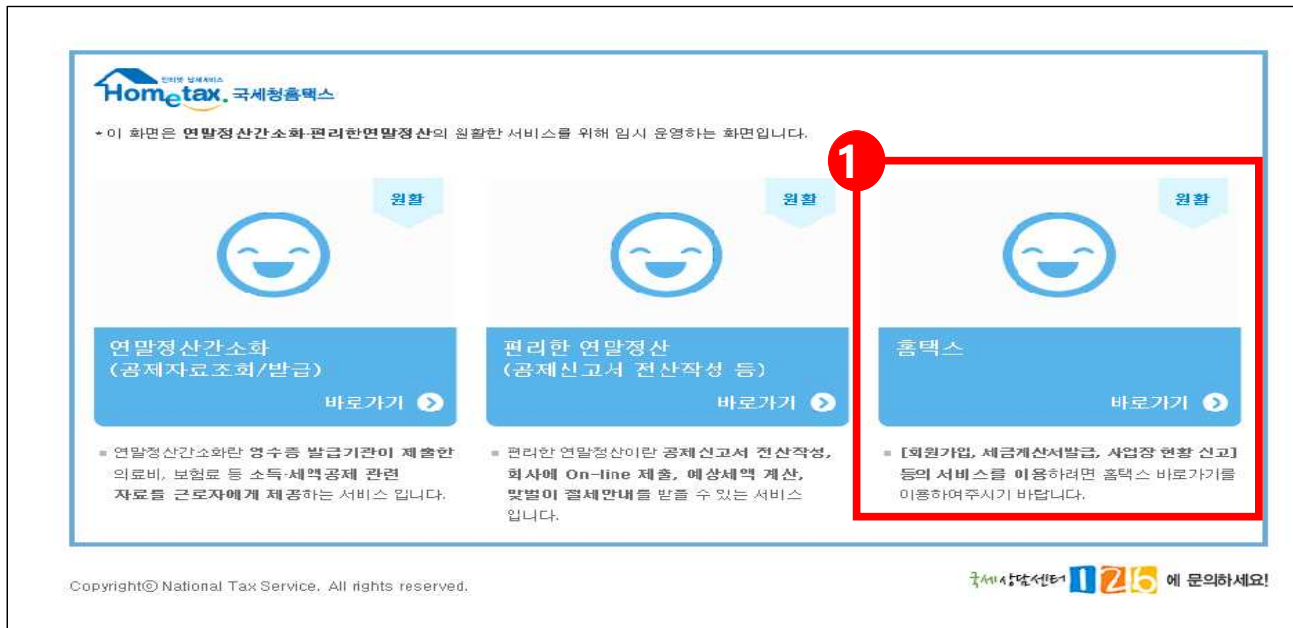 인터넷 납세서비스
Hometax. 국세청홈택스
* 이 화면은 연말정산간소화·편리한연말정산의 원활한 서비스를 위해 임시 운영하는 화면입니다.
1
원활
원활
원활
연말정산간소화
(공제자료조회/발급)
바로가기
편리한 연말정산
(공제신고서 전산작성 등)
바로가기
홈택스
바로가기
연말정산간소화란 영수증 발급기관이 제출한
의료비, 보험료 등 소득·세액공제 관련
자료를 근로자에게 제공하는 서비스 입니다.
편리한 연말정산이란 공제신고서 전산작성,
회사에 On-line 제출, 예상세액 계산,
맞벌이 절세안내를 받을 수 있는 서비스
입니다.
[회원가입, 세금계산서발급, 사업장 현황 신고]
등의 서비스를 이용하려면 홈택스 바로가기를
이용하여주시기 바랍니다.
Copyrightⓒ National Tax Service. All rights reserved.
국세상담센터 126 에 문의하세요!